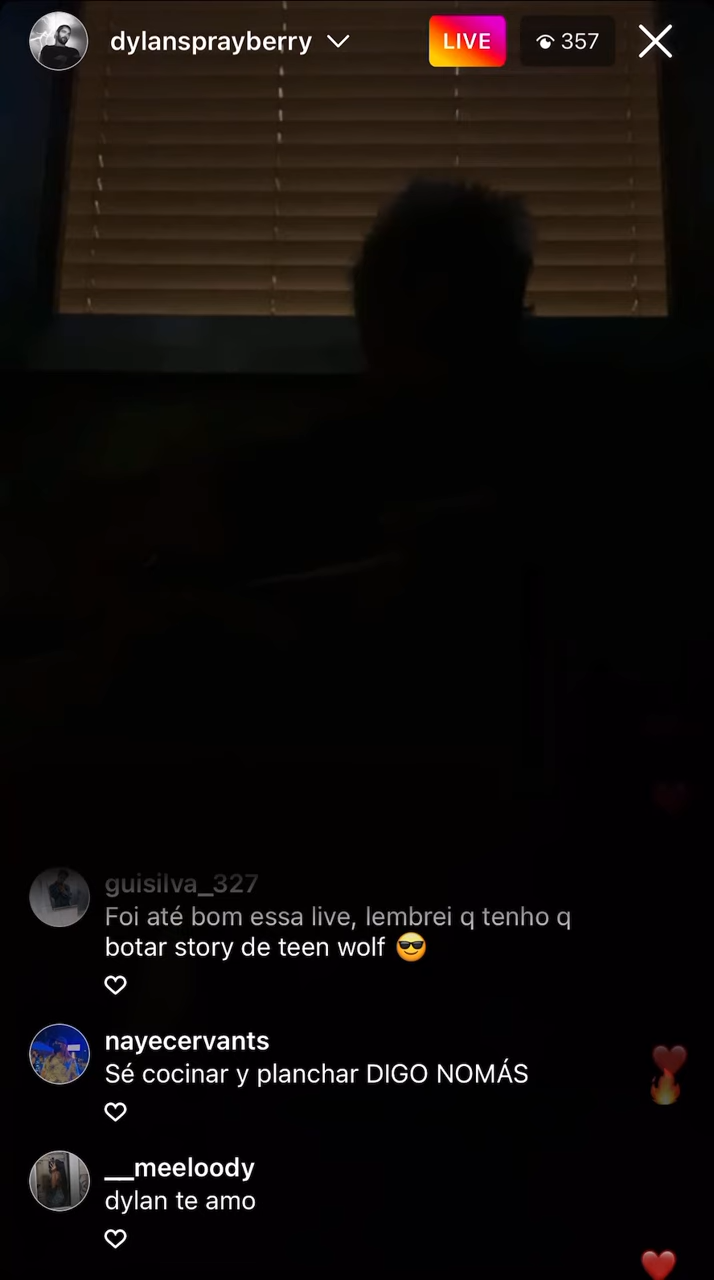 dylansprayberry
LIVE
357
guisilva_327
Foi até bom essa live, lembrei q tenho q
botar story de teen wolf 😎
nayecervants
Sé cocinar y planchar DIGO NOMÁS
__meeloody
dylan te amo